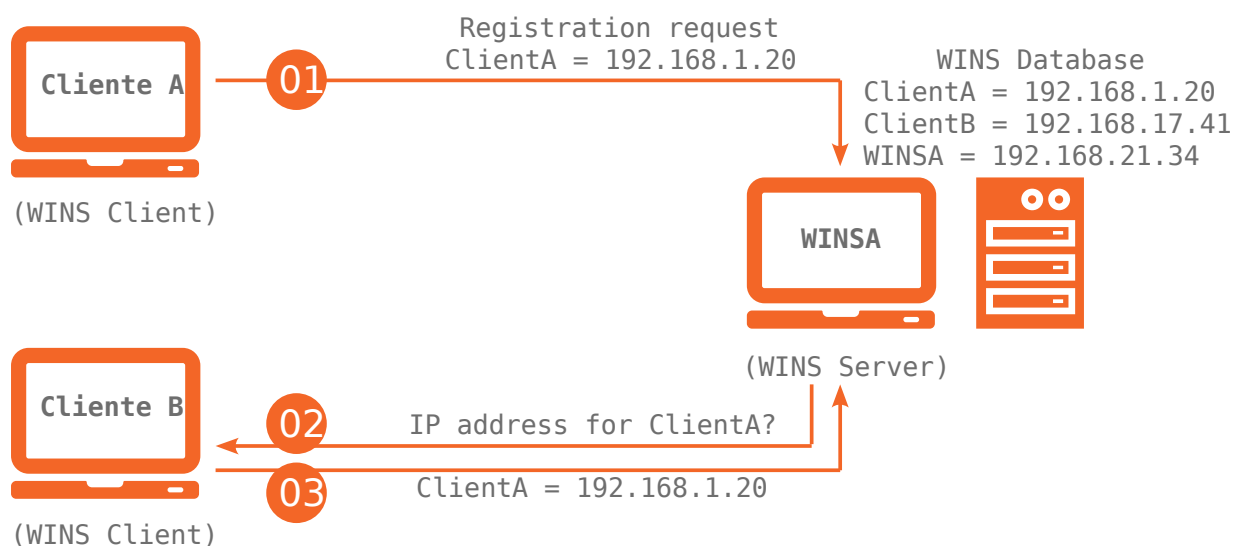 Registration request
ClientA = 192.168.1.20
01
Cliente A
(WINS Client)
WINS Database
ClientA = 192.168.1.20
ClientB = 192.168.17.41
WINSA = 192.168.21.34
WINSA
(WINS Server)
Cliente B
(WINS Client)
02
IP address for ClientA?
03
ClientA = 192.168.1.20